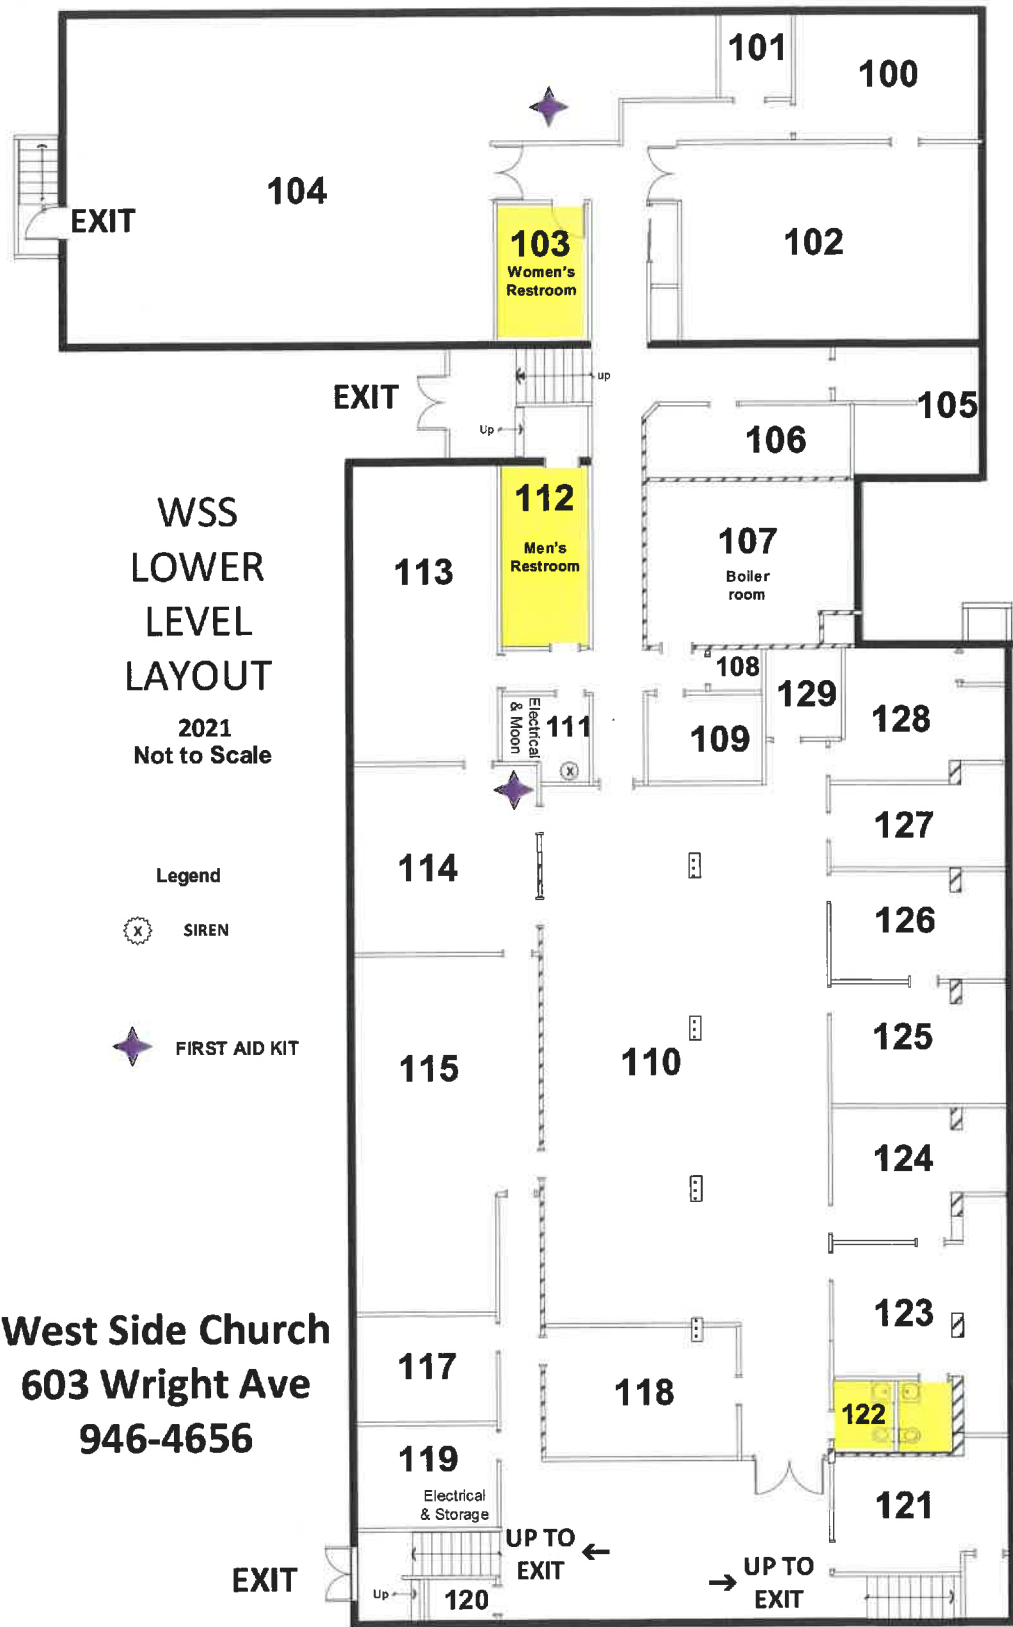 101
100
104
EXIT
103
Women's
Restroom
102
EXIT
up
Up
105
106
WSS
LOWER
LEVEL
LAYOUT
2021
Not to Scale
112
Men's
Restroom
113
107
Boiler
room
108
129
128
Electrical
& Moon
111
X
109
127
114
Legend
X SIREN
126
FIRST AID KIT
115
110
125
124
West Side Church
603 Wright Ave
946-4656
117
118
123
122
119
Electrical
& Storage
121
UP TO
EXIT ←
→ UP TO
EXIT
EXIT
Up
120